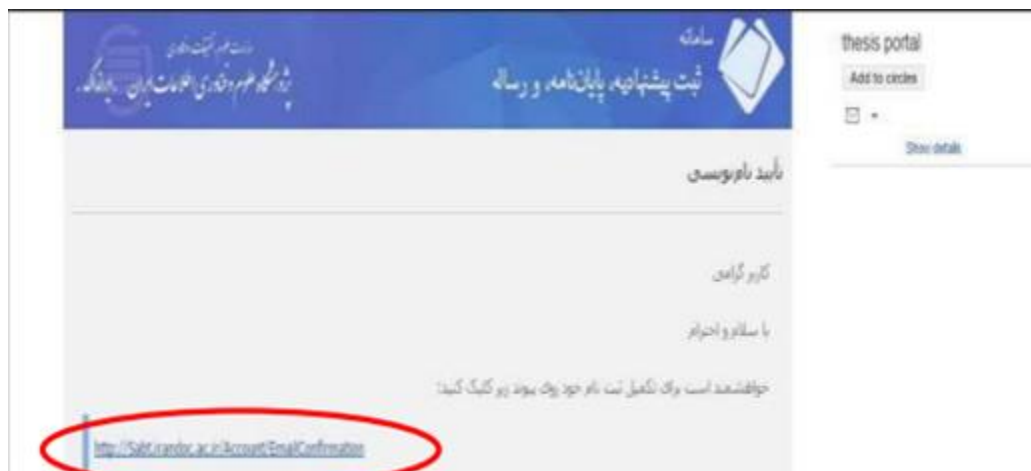 سامانه
ثبت پیشنهاده، پایان‌نامه، و رساله
وزارت علوم، تحقیقات و فناوری
پژوهشگاه علوم و فناوری اطلاعات ایران
thesis portal
Add to circles
Show details
تأیید نام‌نویسی
کاربر گرامی
با سلام و احترام
خواهشمند است برای تکمیل ثبت نام خود روی پیوند زیر کلیک کنید:
http://Sabt.irandoc.ac.ir/Account/EmailConfirmation